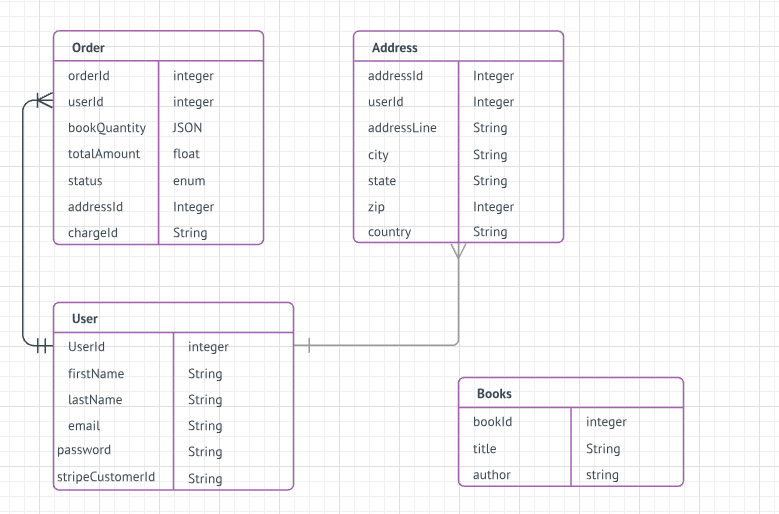 Order
orderId integer
userId integer
bookQuantity JSON
totalAmount float
status enum
addressId Integer
chargeId String
Address
addressId Integer
userId Integer
addressLine String
city String
state String
zip Integer
country String
User
UserId integer
firstName String
lastName String
email String
password String
stripeCustomerId String
Books
bookId integer
title String
author string